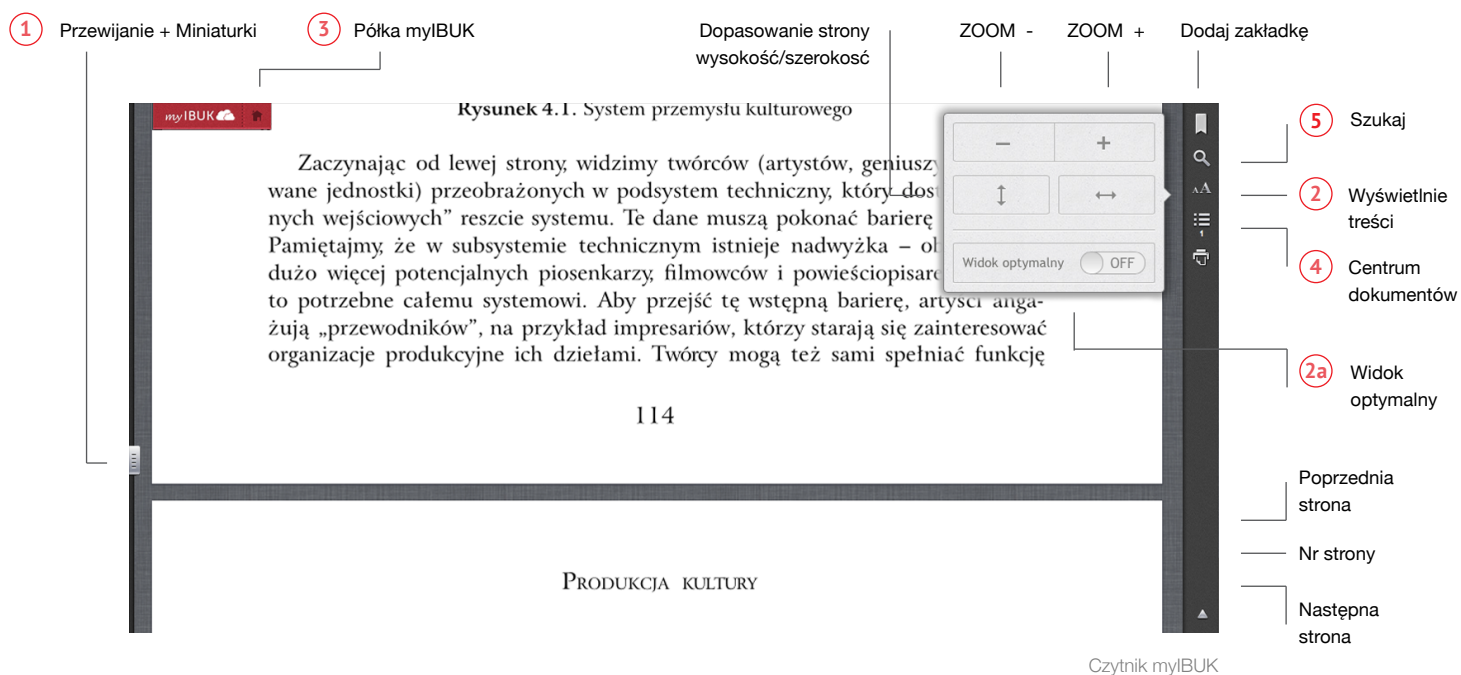 1 Przewijanie + Miniaturki
3 Półka myIBUK
Dopasowanie strony
wysokość/szerokosć
ZOOM -
ZOOM +
Dodaj zakładkę
myIBUK
Rysunek 4.1. System przemysłu kulturowego
Zaczynając od lewej strony, widzimy twórców (artystów, geniuszy
wane jednostki) przeobrażonych w podsystem techniczny, który
nych wejściowych” reszcie systemu. Te dane muszą pokonać barierę
Pamiętajmy, że w subsystemie technicznym istnieje nadwyżka –
dużo więcej potencjalnych piosenkarzy, filmowców i
to potrzebne całemu systemowi. Aby przejść tę wstępną barierę, artyści anga-
żują „przewodników”, na przykład impresariów, którzy starają się zainteresować
organizacje produkcyjne ich dziełami. Twórcy mogą też sami spełniać funkcję
114
Produkcja kultury
− +
Widok optymalny OFF
AA
1
5 Szukaj
2 Wyświetlnie
treści
4 Centrum
dokumentów
2a Widok
optymalny
Poprzednia
strona
Nr strony
Następna
strona
Czytnik myIBUK